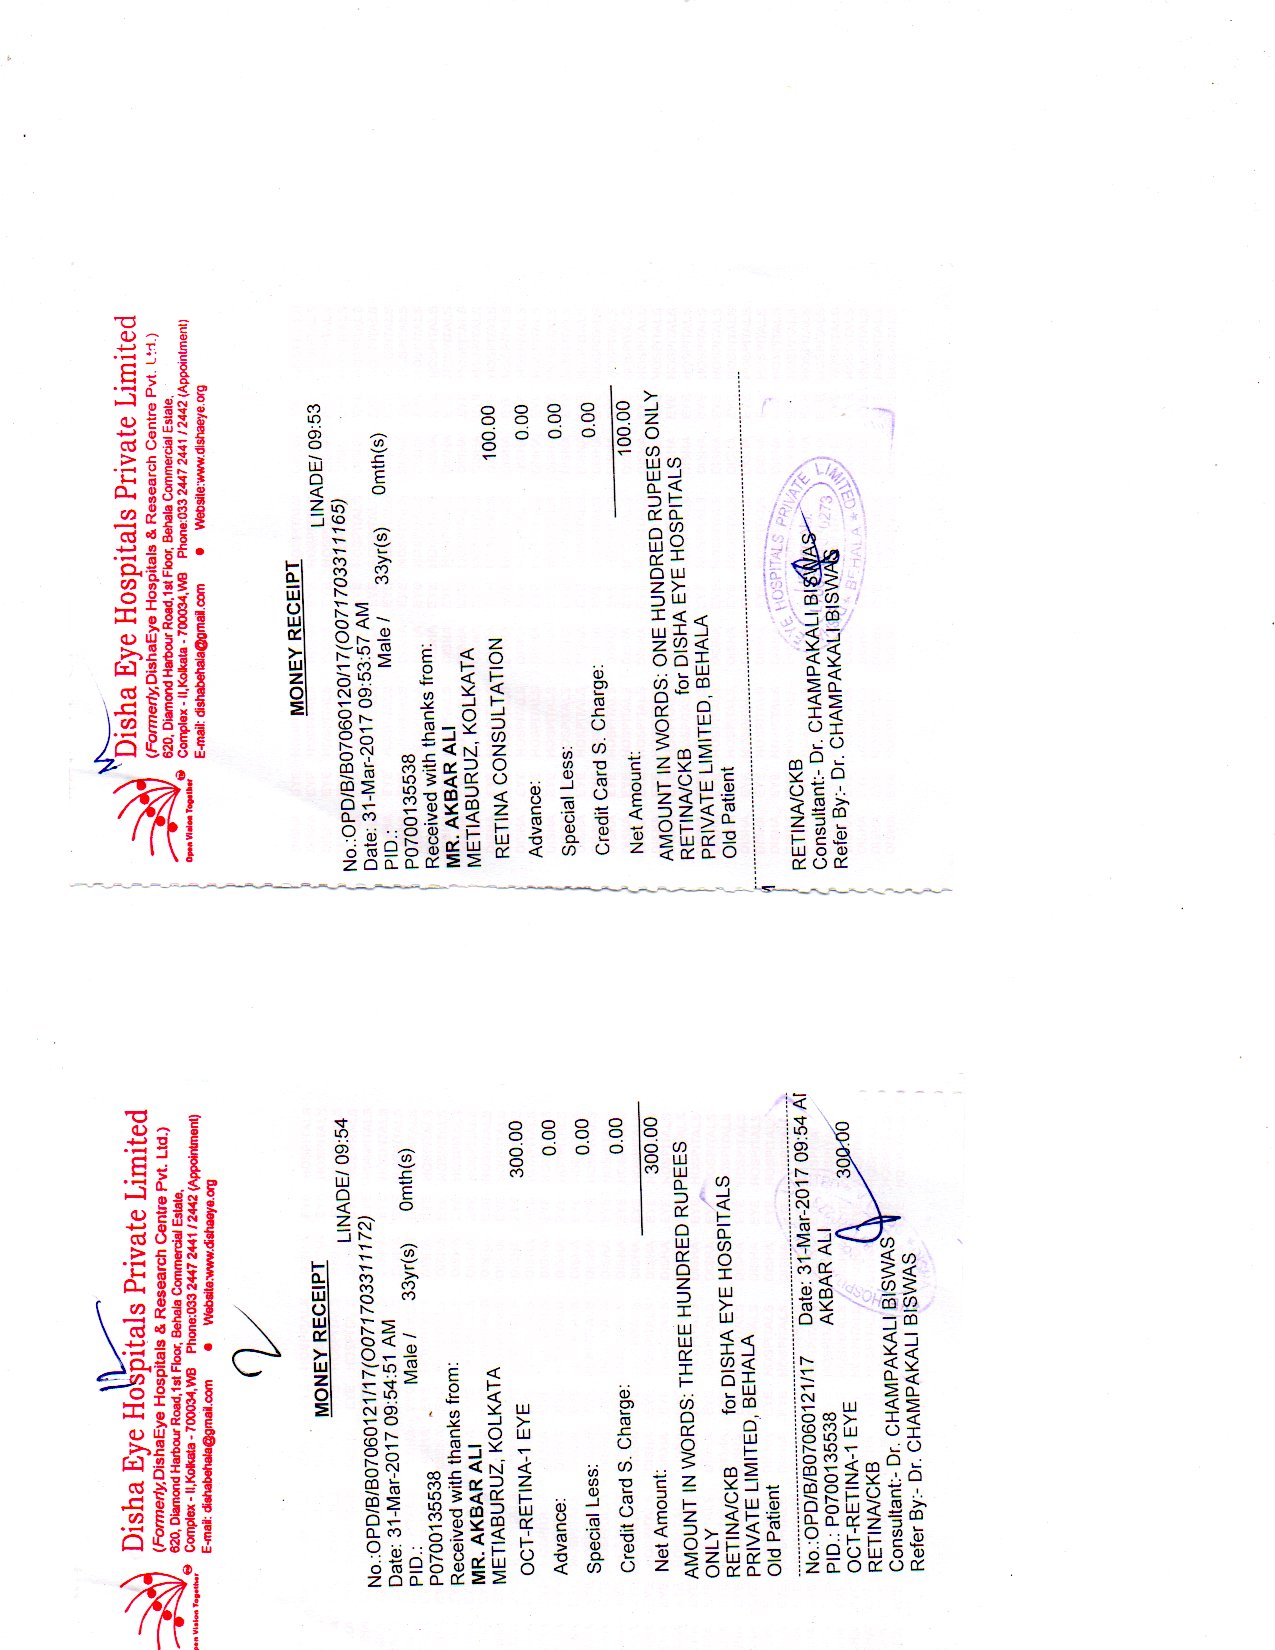 Disha Eye Hospitals Private Limited
(Formerly,DishaEye Hospitals & Research Centre Pvt. Ltd.)
620, Diamond Harbour Road,1st Floor, Behala Commercial Estate,
Complex - II,Kolkata - 700034,WB Phone:033 2447 2441 / 2442 (Appointment)
E-mail: dishabehala@gmail.com ● Website:www.dishaeye.org
Open Vision Together
MONEY RECEIPT
LINADE/ 09:53
No.:OPD/B/B07060120/17(O071703311165)
Date: 31-Mar-2017 09:53:57 AM
PID.: Male / 33yr(s) 0mth(s)
P0700135538
Received with thanks from:
MR. AKBAR ALI
METIABURUZ, KOLKATA
RETINA CONSULTATION 100.00
Advance: 0.00
Special Less: 0.00
Credit Card S. Charge: 0.00
Net Amount: 100.00
AMOUNT IN WORDS: ONE HUNDRED RUPEES ONLY
RETINA/CKB for DISHA EYE HOSPITALS
PRIVATE LIMITED, BEHALA
Old Patient
RETINA/CKB
Consultant:- Dr. CHAMPAKALI BISWAS
Refer By:- Dr. CHAMPAKALI BISWAS
EYE HOSPITALS PRIVATE LIMITED
BEHALA
Disha Eye Hospitals Private Limited
(Formerly,DishaEye Hospitals & Research Centre Pvt. Ltd.)
620, Diamond Harbour Road,1st Floor, Behala Commercial Estate,
Complex - II,Kolkata - 700034,WB Phone:033 2447 2441 / 2442 (Appointment)
E-mail: dishabehala@gmail.com ● Website:www.dishaeye.org
Vision Together
2
MONEY RECEIPT
LINADE/ 09:54
No.:OPD/B/B07060121/17(O071703311172)
Date: 31-Mar-2017 09:54:51 AM
PID.: Male / 33yr(s) 0mth(s)
P0700135538
Received with thanks from:
MR. AKBAR ALI
METIABURUZ, KOLKATA
OCT-RETINA-1 EYE 300.00
Advance: 0.00
Special Less: 0.00
Credit Card S. Charge: 0.00
Net Amount: 300.00
AMOUNT IN WORDS: THREE HUNDRED RUPEES
ONLY
RETINA/CKB for DISHA EYE HOSPITALS
PRIVATE LIMITED, BEHALA
Old Patient
No.:OPD/B/B07060121/17 Date: 31-Mar-2017 09:54 AM
PID.: P0700135538 AKBAR ALI
OCT-RETINA-1 EYE 300.00
RETINA/CKB
Consultant:- Dr. CHAMPAKALI BISWAS
Refer By:- Dr. CHAMPAKALI BISWAS